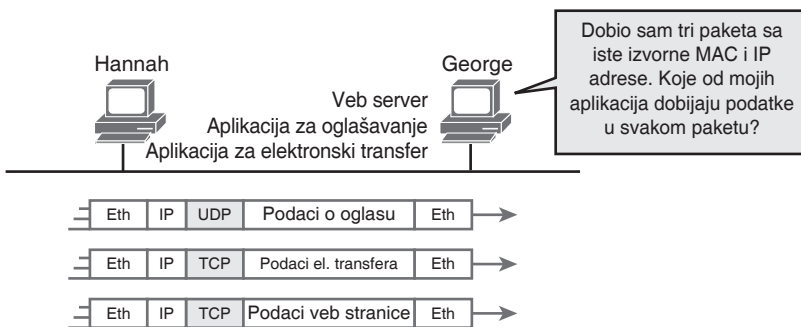 Hannah
George
Veb server
Aplikacija za oglašavanje
Aplikacija za elektronski transfer
Dobio sam tri paketa sa
iste izvorne MAC i IP
adrese. Koje od mojih
aplikacija dobijaju podatke
u svakom paketu?
Eth IP UDP Podaci o oglasu Eth
Eth IP TCP Podaci el. transfera Eth
Eth IP TCP Podaci veb stranice Eth